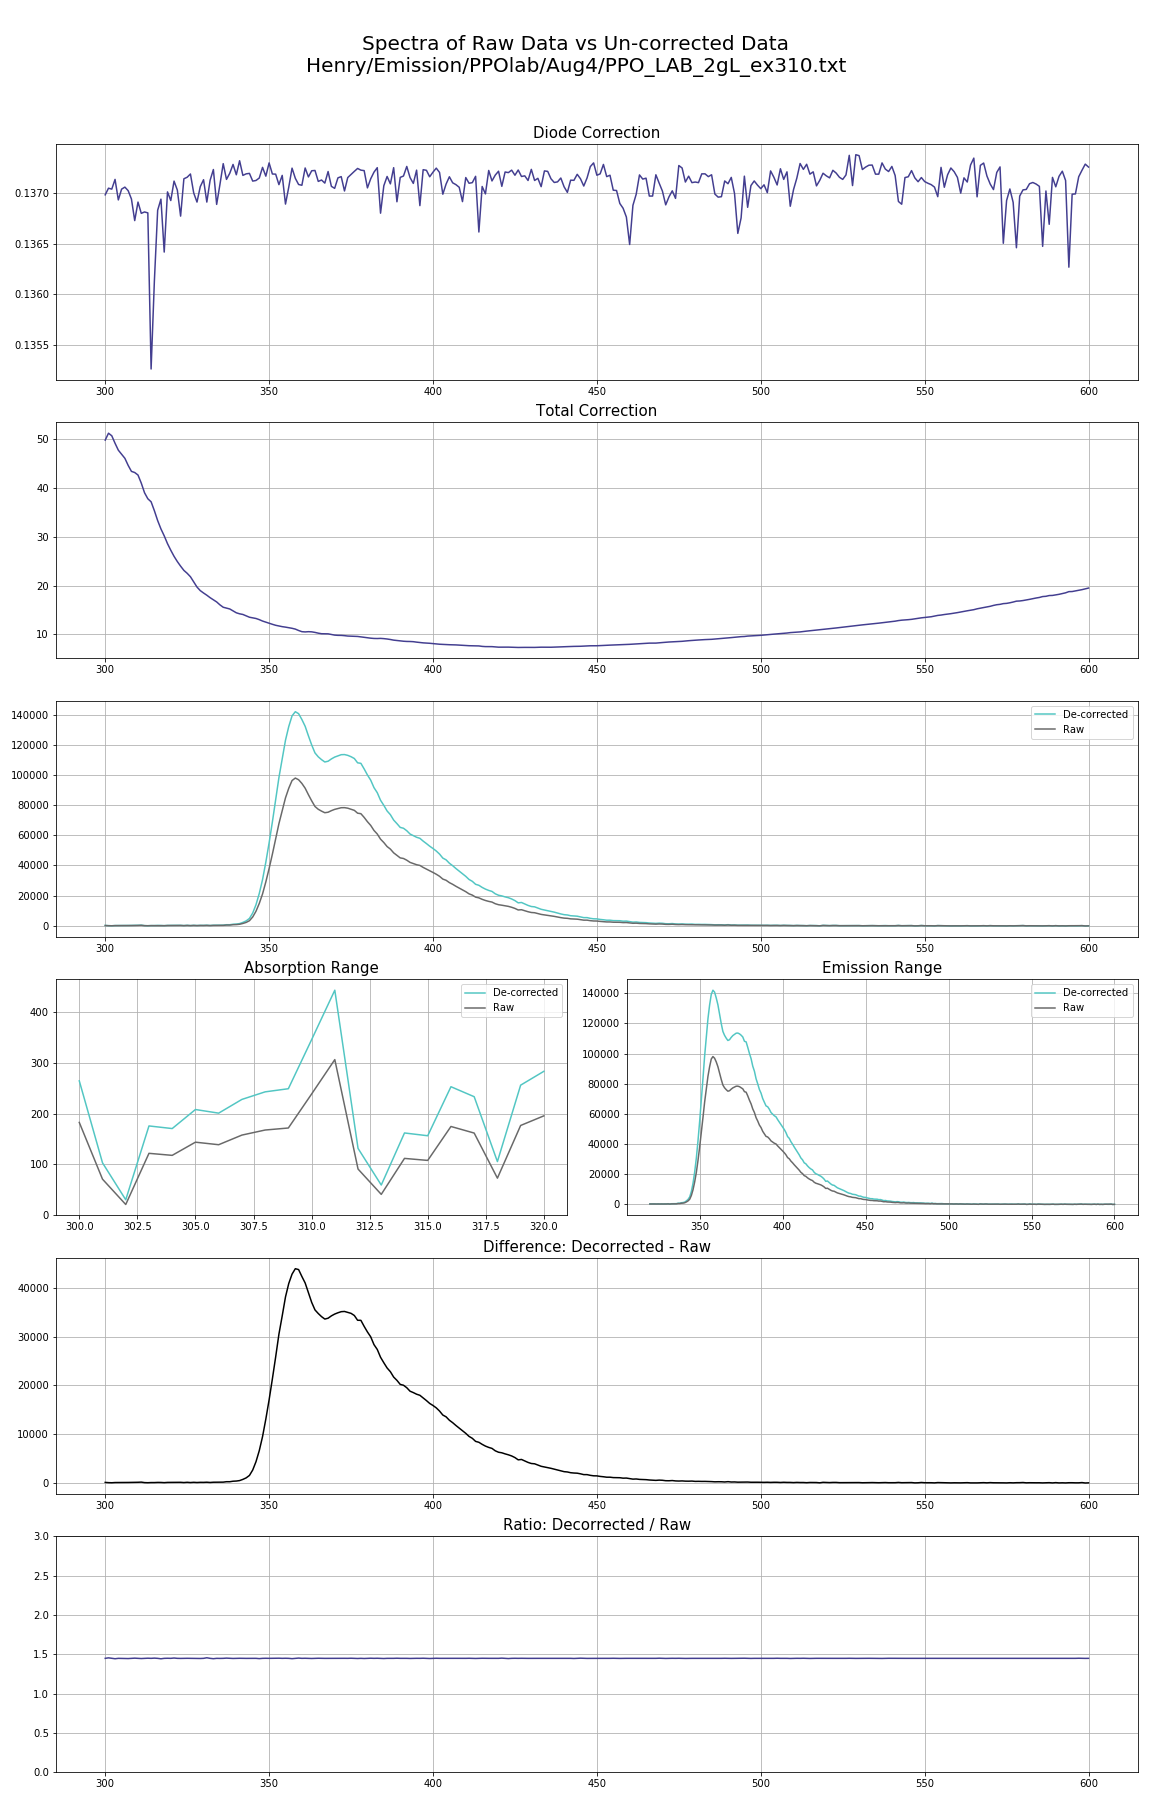 Spectra of Raw Data vs Un-corrected Data
Henry/Emission/PPOlab/Aug4/PPO_LAB_2gL_ex310.txt
Diode Correction
0.1370
0.1365
0.1360
0.1355
300 350 400 450 500 550 600
Total Correction
50
40
30
20
10
300 350 400 450 500 550 600
De-corrected
Raw
140000
120000
100000
80000
60000
40000
20000
0
300 350 400 450 500 550 600
Absorption Range
De-corrected
Raw
400
300
200
100
0
300.0 302.5 305.0 307.5 310.0 312.5 315.0 317.5 320.0
Emission Range
De-corrected
Raw
140000
120000
100000
80000
60000
40000
20000
0
350 400 450 500 550 600
Difference: Decorrected - Raw
40000
30000
20000
10000
0
300 350 400 450 500 550 600
Ratio: Decorrected / Raw
3.0
2.5
2.0
1.5
1.0
0.5
0.0
300 350 400 450 500 550 600